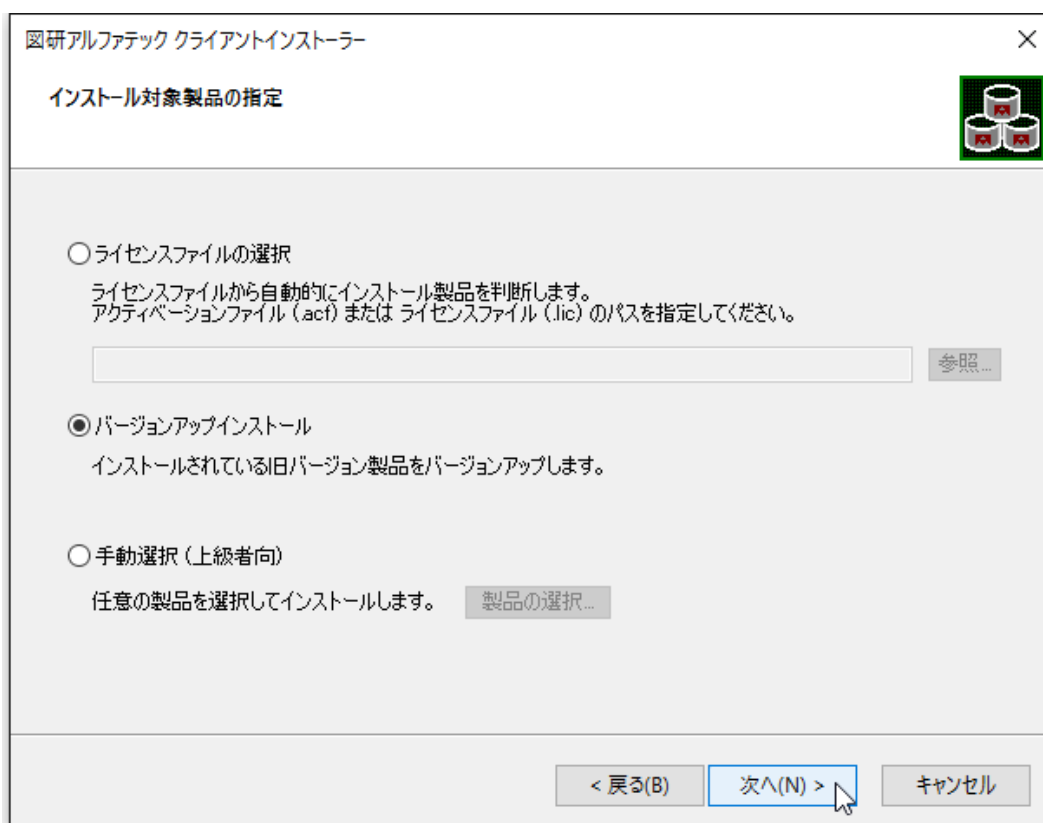 図研アルファテック クライアントインストーラー
インストール対象製品の指定
ライセンスファイルの選択
ライセンスファイルから自動的にインストール製品を判断します。
アクティベーションファイル (.acf) または ライセンスファイル (.lic) のパスを指定してください。
参照...
バージョンアップインストール
インストールされている旧バージョン製品をバージョンアップします。
手動選択 (上級者向)
任意の製品を選択してインストールします。 製品の選択...
< 戻る(B) 次へ(N) > キャンセル